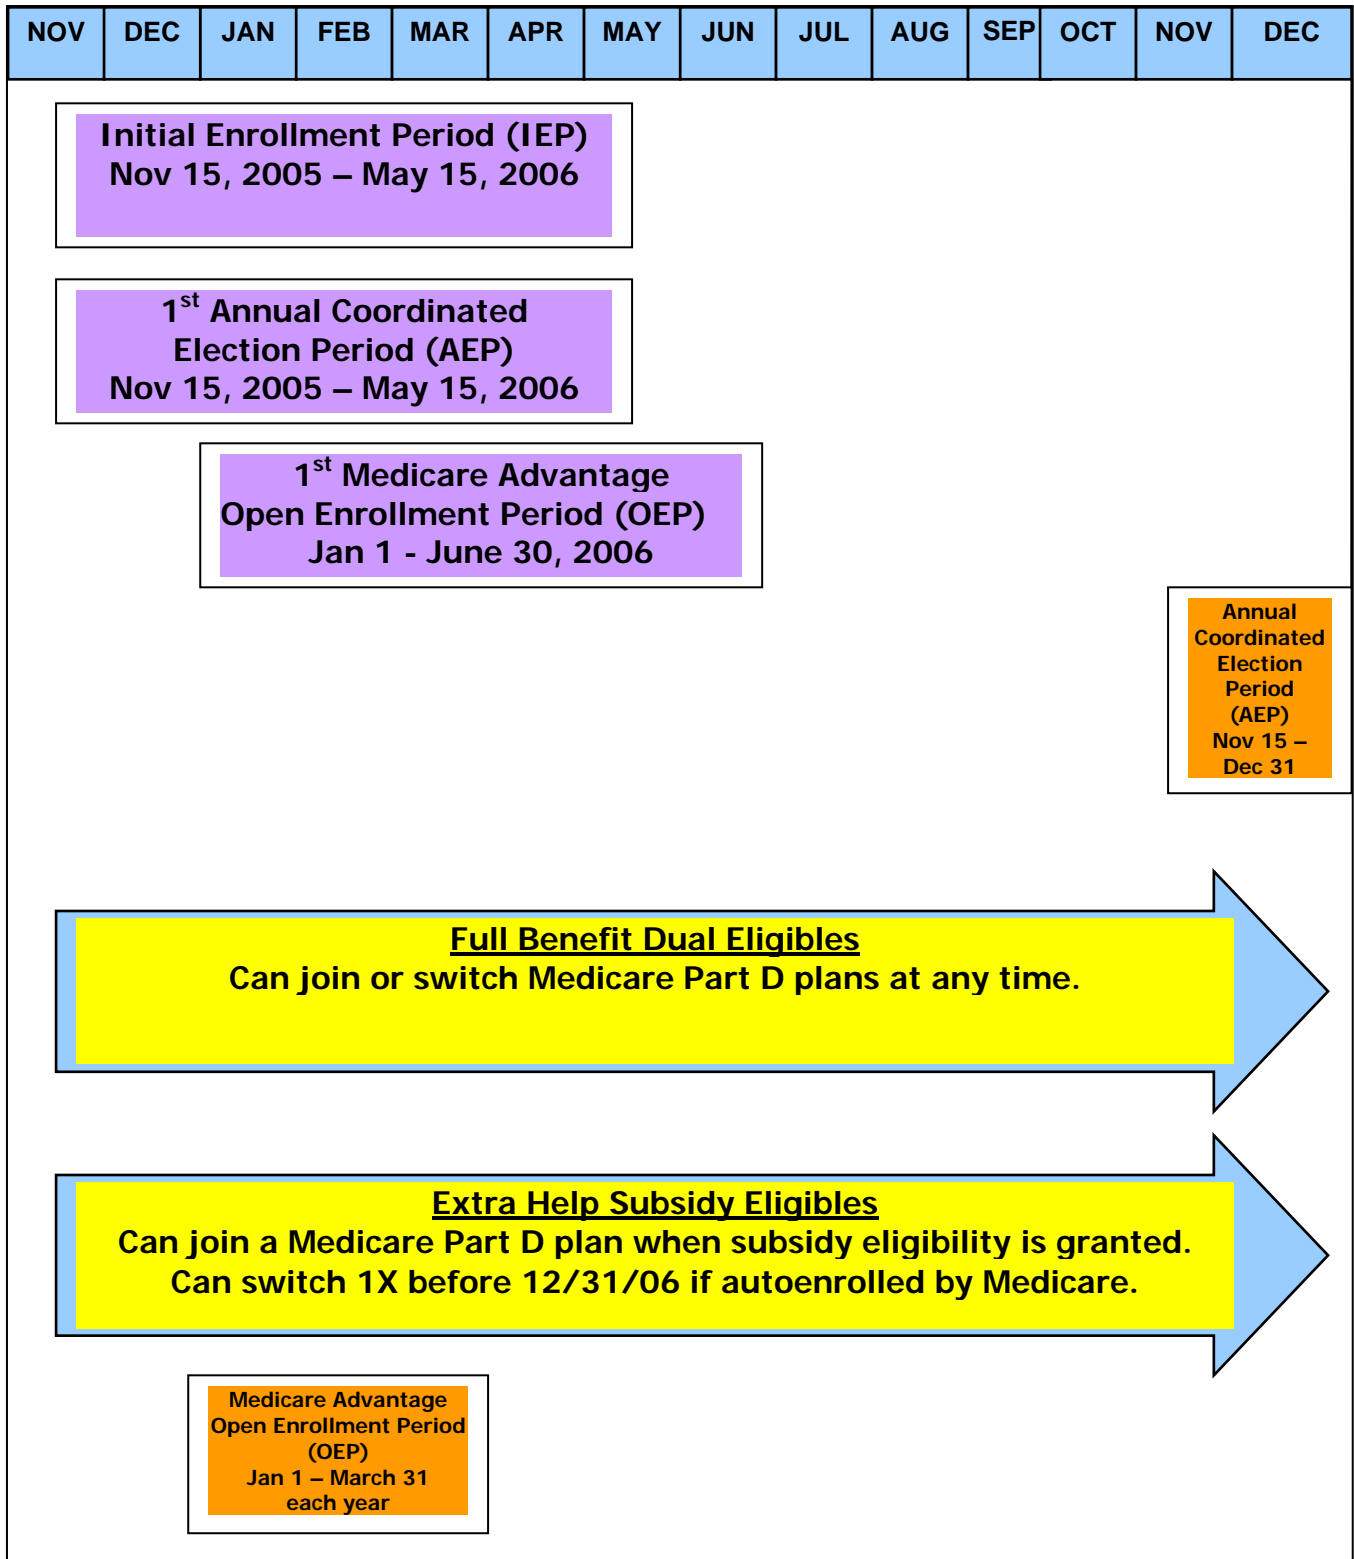 NOV DEC JAN FEB MAR APR MAY JUN JUL AUG SEP OCT NOV DEC
Initial Enrollment Period (IEP)
Nov 15, 2005 – May 15, 2006
1st Annual Coordinated
Election Period (AEP)
Nov 15, 2005 – May 15, 2006
1st Medicare Advantage
Open Enrollment Period (OEP)
Jan 1 - June 30, 2006
Annual
Coordinated
Election
Period
(AEP)
Nov 15 –
Dec 31
Full Benefit Dual Eligibles
Can join or switch Medicare Part D plans at any time.
Extra Help Subsidy Eligibles
Can join a Medicare Part D plan when subsidy eligibility is granted.
Can switch 1X before 12/31/06 if autoenrolled by Medicare.
Medicare Advantage
Open Enrollment Period
(OEP)
Jan 1 – March 31
each year